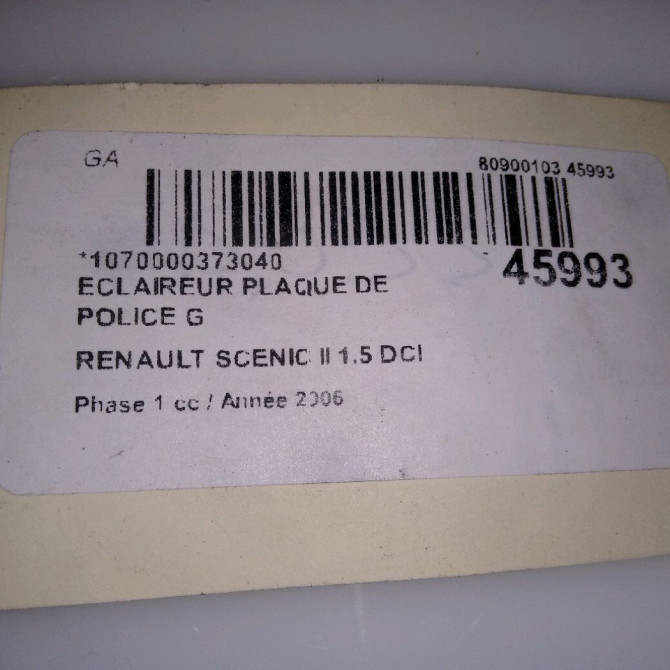 GA
80900103 45993
*1070000373040
45993
ECLAIREUR PLAQUE DE
POLICE G
RENAULT SCENIC II 1.5 DCI
Phase 1 cc / Année 2006